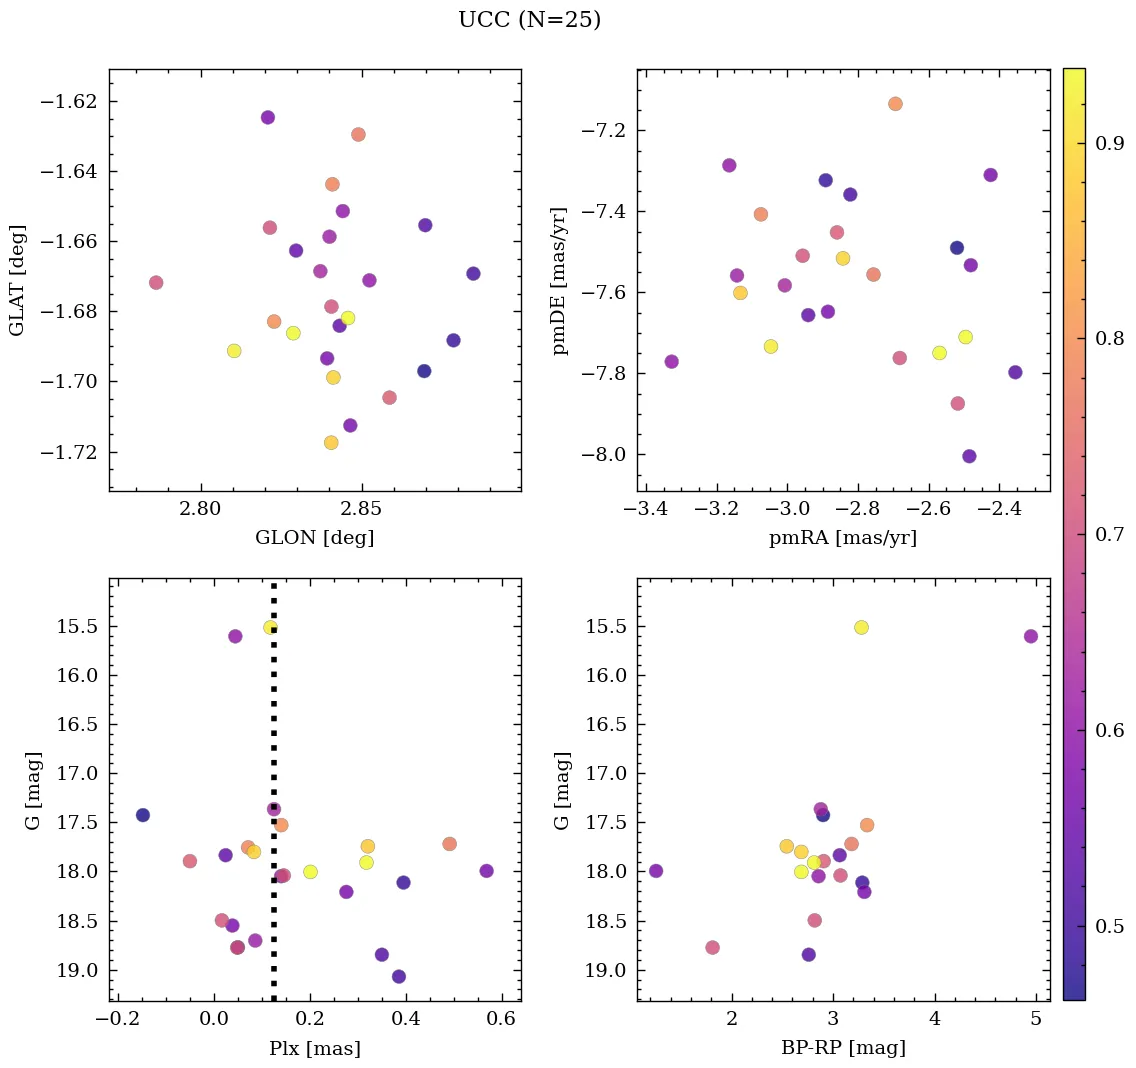 UCC (N=25)
−1.62
−1.64
−1.66
−1.68
−1.70
−1.72
GLAT [deg]
2.80 2.85
GLON [deg]
−7.2
−7.4
−7.6
−7.8
−8.0
pmDE [mas/yr]
−3.4 −3.2 −3.0 −2.8 −2.6 −2.4
pmRA [mas/yr]
15.5
16.0
16.5
17.0
17.5
18.0
18.5
19.0
G [mag]
−0.2 0.0 0.2 0.4 0.6
Plx [mas]
15.5
16.0
16.5
17.0
17.5
18.0
18.5
19.0
G [mag]
2 3 4 5
BP-RP [mag]
0.9
0.8
0.7
0.6
0.5